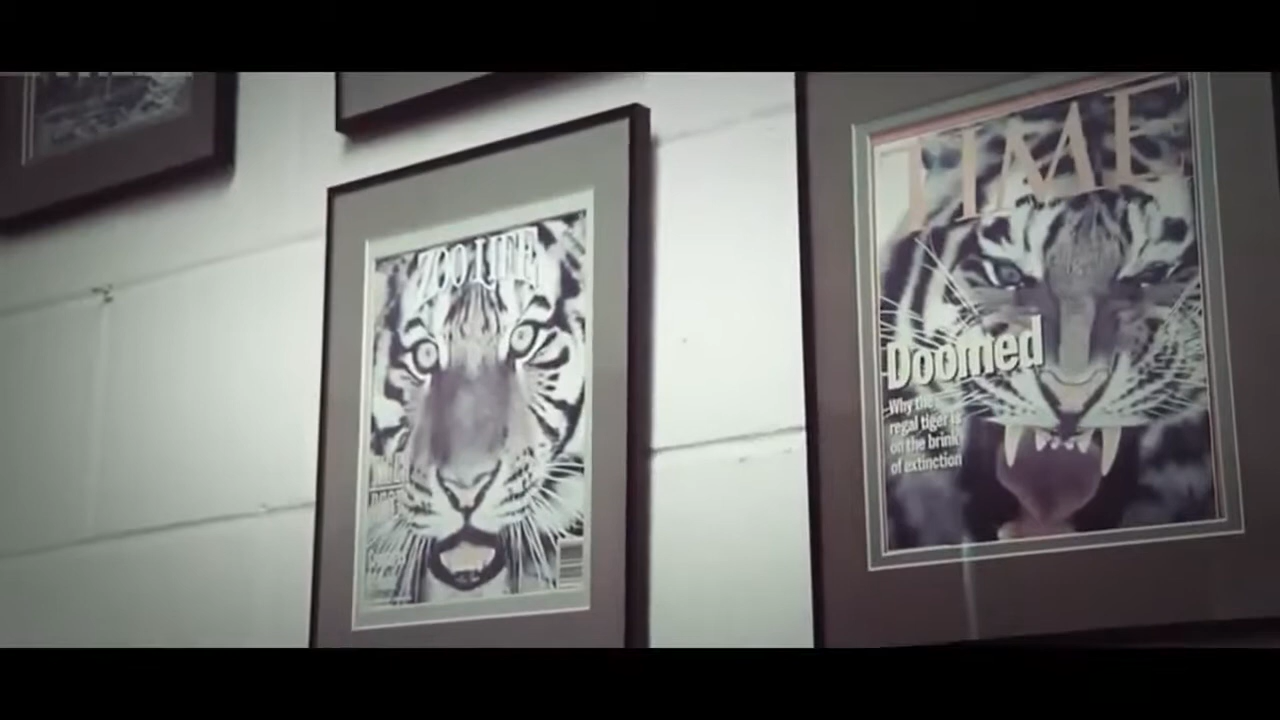 ZOO LIFE
TIME
Doomed
Why the
regal tiger is
on the brink
of extinction